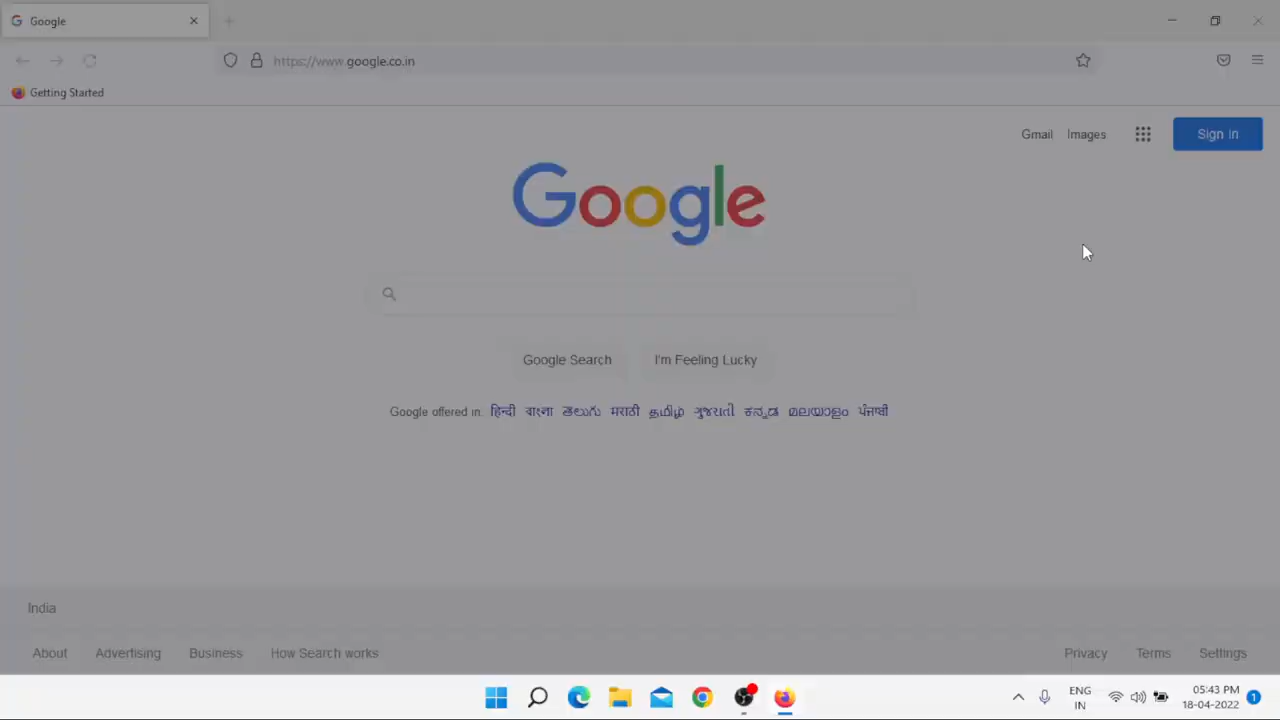 Google
https://www.google.co.in
Getting Started
Gmail Images Sign in
Google
Google Search I'm Feeling Lucky
Google offered in: हिन्दी বাংলা తెలుగు मराठी தமிழ் ગુજરાતી ಕನ್ನಡ മലയാളം ਪੰਜਾਬੀ
India
About Advertising Business How Search works Privacy Terms Settings
ENG 05:43 PM
IN 18-04-2022 1